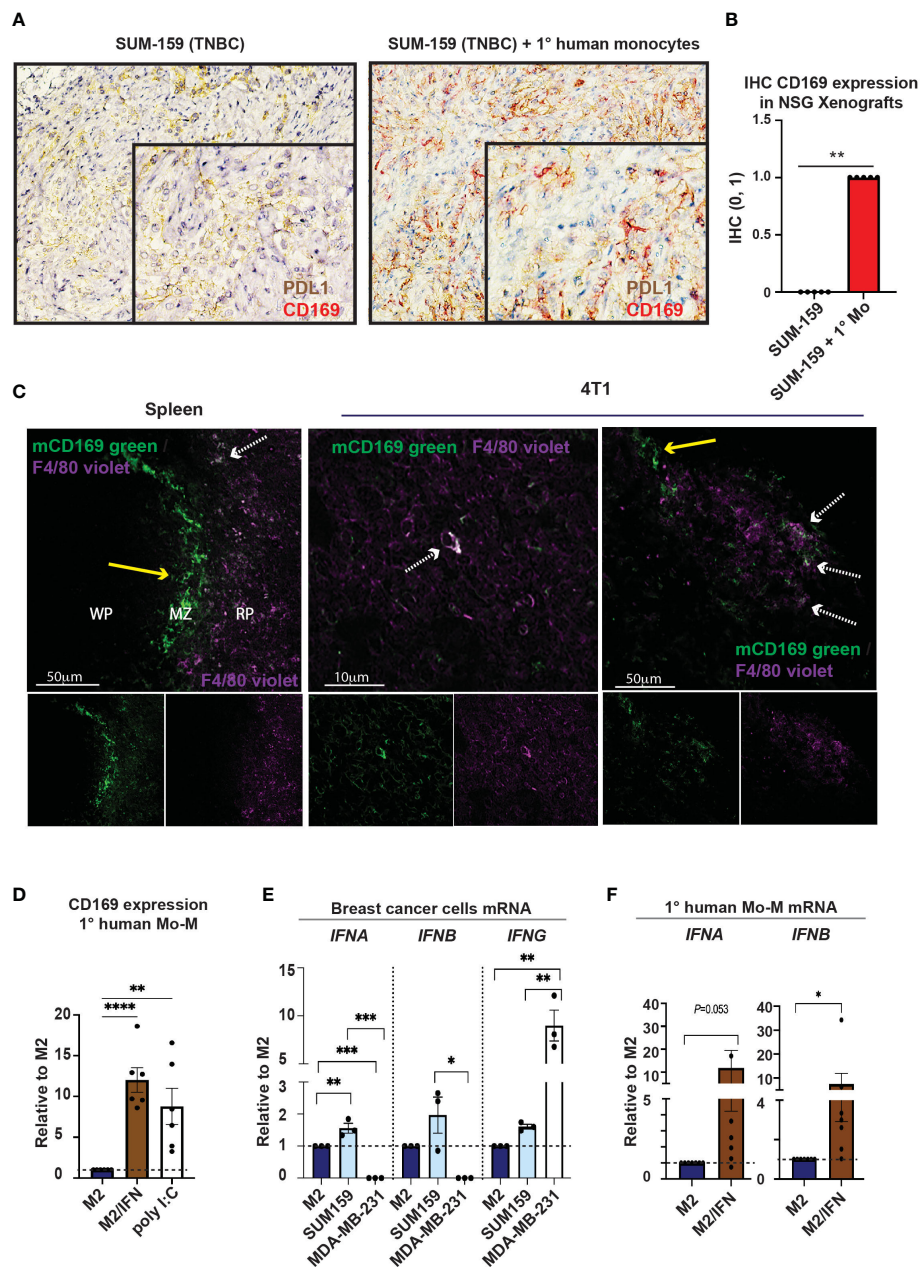 A
SUM-159 (TNBC)
SUM-159 (TNBC) + 1° human monocytes
PDL1
CD169
PDL1
CD169
B
IHC CD169 expression
in NSG Xenografts
IHC (0, 1)
1.5
1.0
0.5
0
**
SUM-159
SUM-159 + 1° Mo
C
Spleen
4T1
mCD169 green
F4/80 violet
WP
MZ
RP
50μm
F4/80 violet
mCD169 green F4/80 violet
10μm
mCD169 green
F4/80 violet
50μm
D
CD169 expression
1° human Mo-M
Relative to M2
20
15
10
5
0
**
****
M2
M2/IFN
poly I:C
E
Breast cancer cells mRNA
IFNA
IFNB
IFNG
Relative to M2
15
10
5
4
3
2
1
0
***
***
**
*
**
**
M2
SUM159
MDA-MB-231
M2
SUM159
MDA-MB-231
M2
SUM159
MDA-MB-231
F
1° human Mo-M mRNA
IFNA
IFNB
Relative to M2
40
30
20
10
5
4
2
0
P=0.053
M2
M2/IFN
40
30
20
10
5
4
2
0
*
M2
M2/IFN